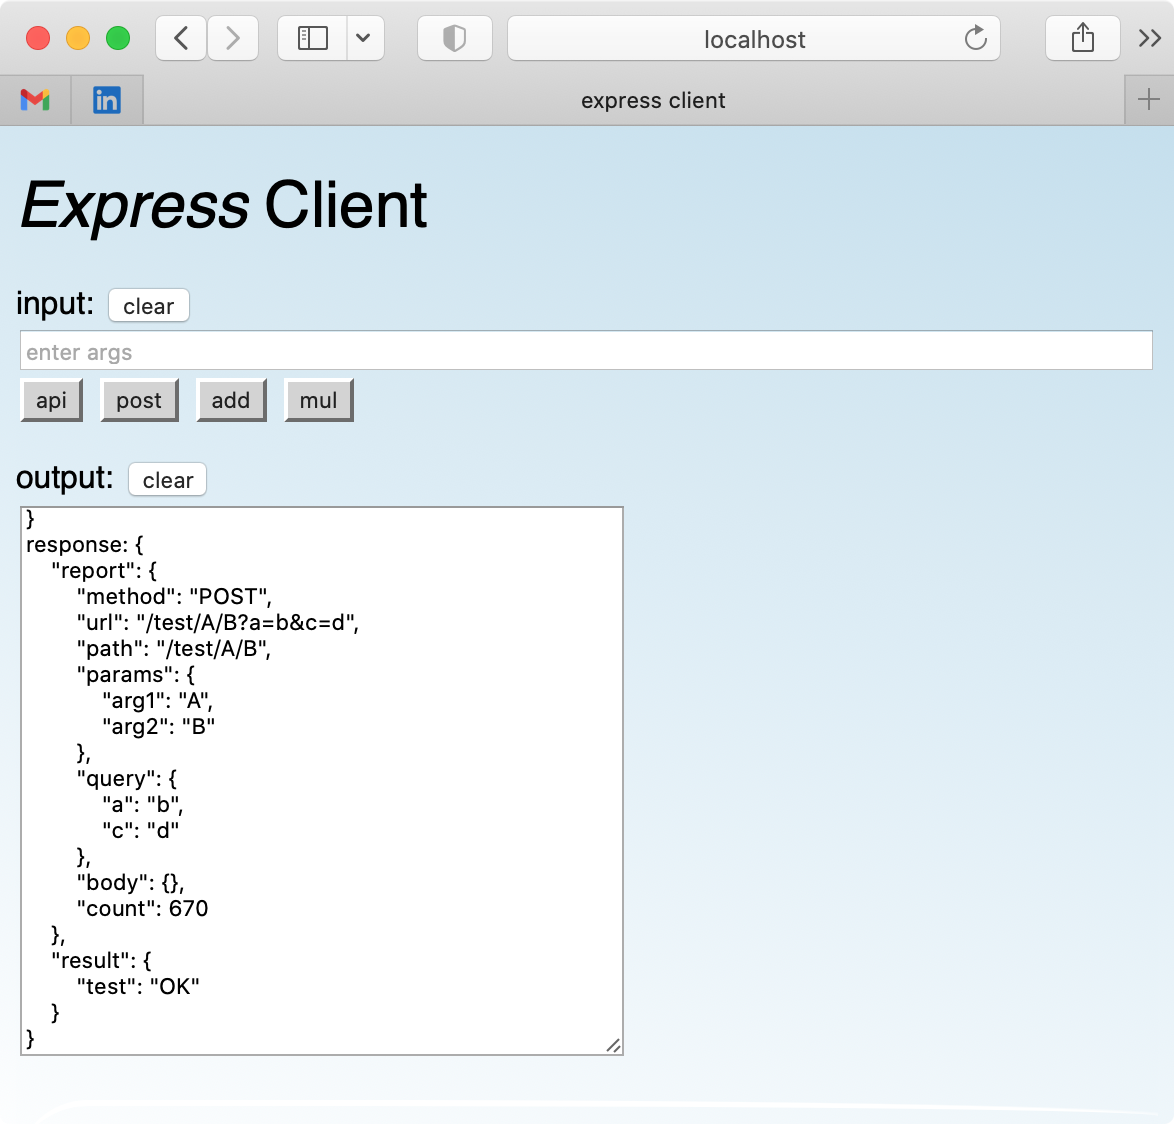 localhost
in
express client
Express Client
input: clear
enter args
api post add mul
output: clear
}
response: {
    "report": {
        "method": "POST",
        "url": "/test/A/B?a=b&c=d",
        "path": "/test/A/B",
        "params": {
            "arg1": "A",
            "arg2": "B"
        },
        "query": {
            "a": "b",
            "c": "d"
        },
        "body": {},
        "count": 670
    },
    "result": {
        "test": "OK"
    }
}